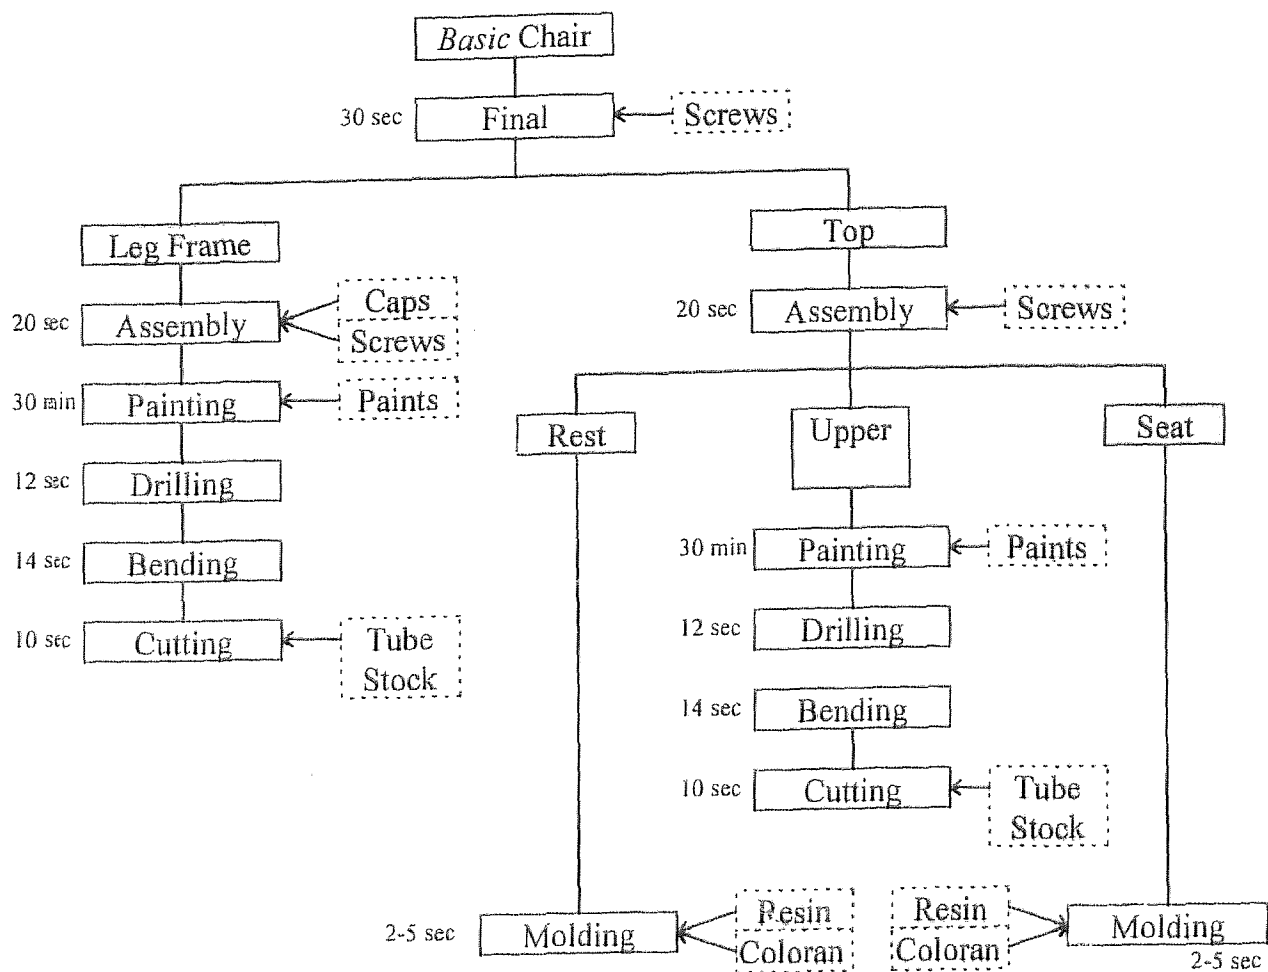 Basic Chair
30 sec
Final
Screws
Leg Frame
Top
20 sec
Assembly
Caps
Screws
20 sec
Assembly
Screws
30 min
Painting
Paints
Rest
Upper
Seat
12 sec
Drilling
14 sec
Bending
30 min
Painting
Paints
10 sec
Cutting
Tube
Stock
12 sec
Drilling
14 sec
Bending
10 sec
Cutting
Tube
Stock
2-5 sec
Molding
Resin
Coloran
Resin
Coloran
Molding
2-5 sec